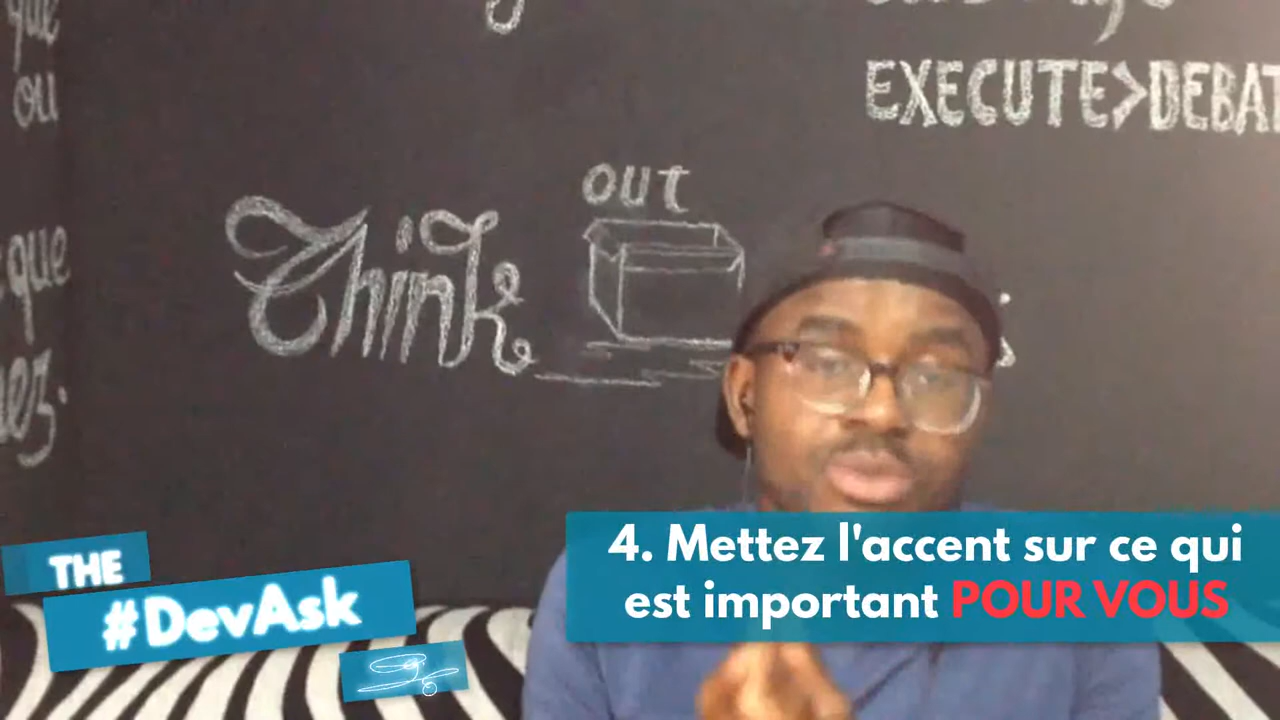 que
ou
que
nez.
EXECUTE>DEBAT
out
Think
4. Mettez l'accent sur ce qui
est important POUR VOUS
THE
#DevAsk